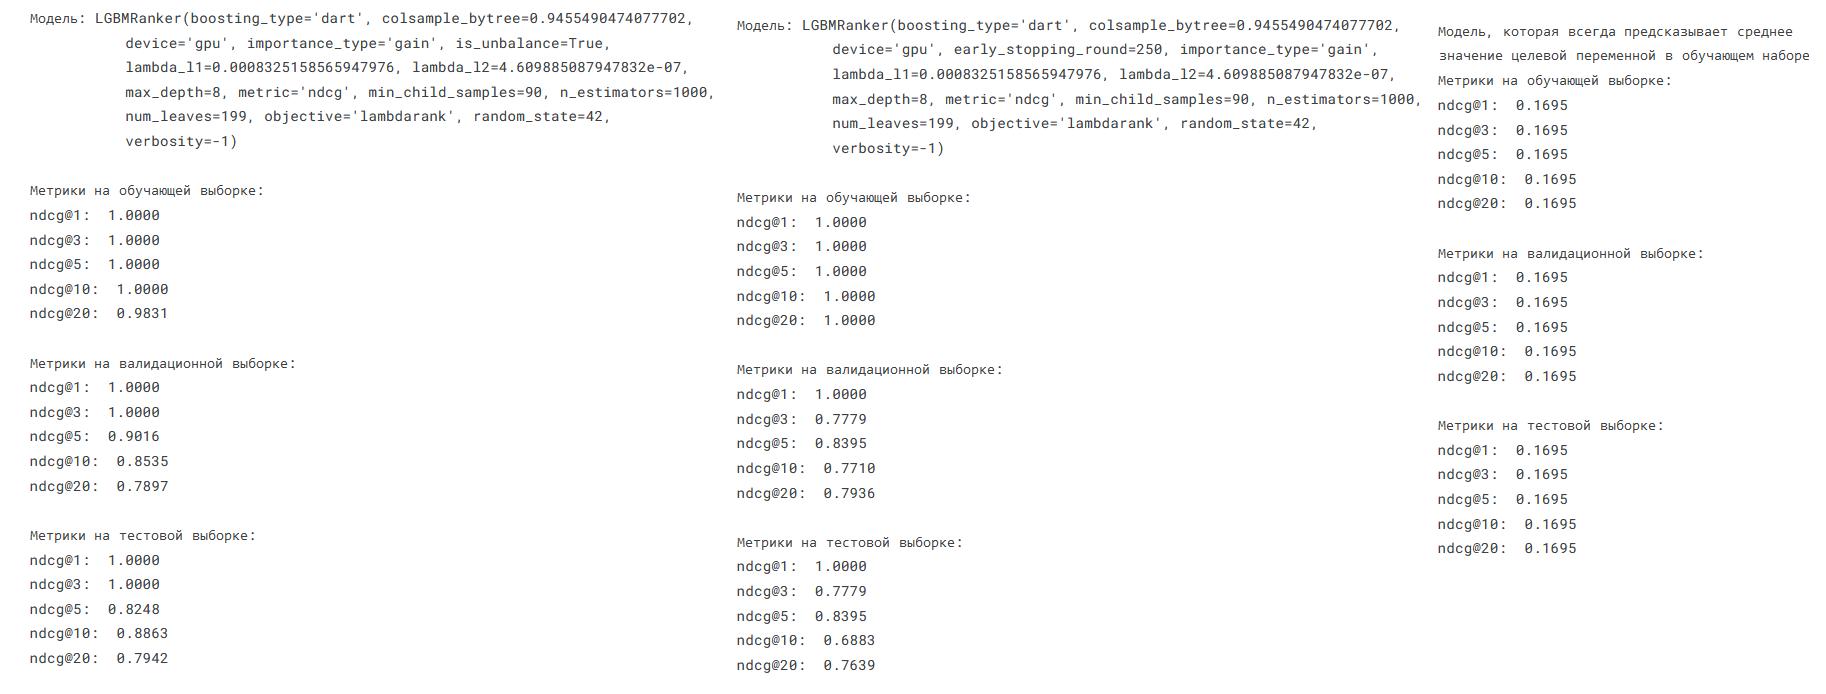 Модель: LGBMRanker(boosting_type='dart', colsample_bytree=0.9455490474077702,
device='gpu', importance_type='gain', is_unbalance=True,
lambda_l1=0.0008325158565947976, lambda_l2=4.609885087947832e-07,
max_depth=8, metric='ndcg', min_child_samples=90, n_estimators=1000,
num_leaves=199, objective='lambdarank', random_state=42,
verbosity=-1)
Метрики на обучающей выборке:
ndcg@1: 1.0000
ndcg@3: 1.0000
ndcg@5: 1.0000
ndcg@10: 1.0000
ndcg@20: 0.9831
Метрики на валидационной выборке:
ndcg@1: 1.0000
ndcg@3: 1.0000
ndcg@5: 0.9016
ndcg@10: 0.8535
ndcg@20: 0.7897
Метрики на тестовой выборке:
ndcg@1: 1.0000
ndcg@3: 1.0000
ndcg@5: 0.8248
ndcg@10: 0.8863
ndcg@20: 0.7942
Модель: LGBMRanker(boosting_type='dart', colsample_bytree=0.9455490474077702,
device='gpu', early_stopping_round=250, importance_type='gain',
lambda_l1=0.0008325158565947976, lambda_l2=4.609885087947832e-07,
max_depth=8, metric='ndcg', min_child_samples=90, n_estimators=1000,
num_leaves=199, objective='lambdarank', random_state=42,
verbosity=-1)
Метрики на обучающей выборке:
ndcg@1: 1.0000
ndcg@3: 1.0000
ndcg@5: 1.0000
ndcg@10: 1.0000
ndcg@20: 1.0000
Метрики на валидационной выборке:
ndcg@1: 1.0000
ndcg@3: 0.7779
ndcg@5: 0.8395
ndcg@10: 0.7710
ndcg@20: 0.7936
Метрики на тестовой выборке:
ndcg@1: 1.0000
ndcg@3: 0.7779
ndcg@5: 0.8395
ndcg@10: 0.6883
ndcg@20: 0.7639
Модель, которая всегда предсказывает среднее
значение целевой переменной в обучающем наборе
Метрики на обучающей выборке:
ndcg@1: 0.1695
ndcg@3: 0.1695
ndcg@5: 0.1695
ndcg@10: 0.1695
ndcg@20: 0.1695
Метрики на валидационной выборке:
ndcg@1: 0.1695
ndcg@3: 0.1695
ndcg@5: 0.1695
ndcg@10: 0.1695
ndcg@20: 0.1695
Метрики на тестовой выборке:
ndcg@1: 0.1695
ndcg@3: 0.1695
ndcg@5: 0.1695
ndcg@10: 0.1695
ndcg@20: 0.1695